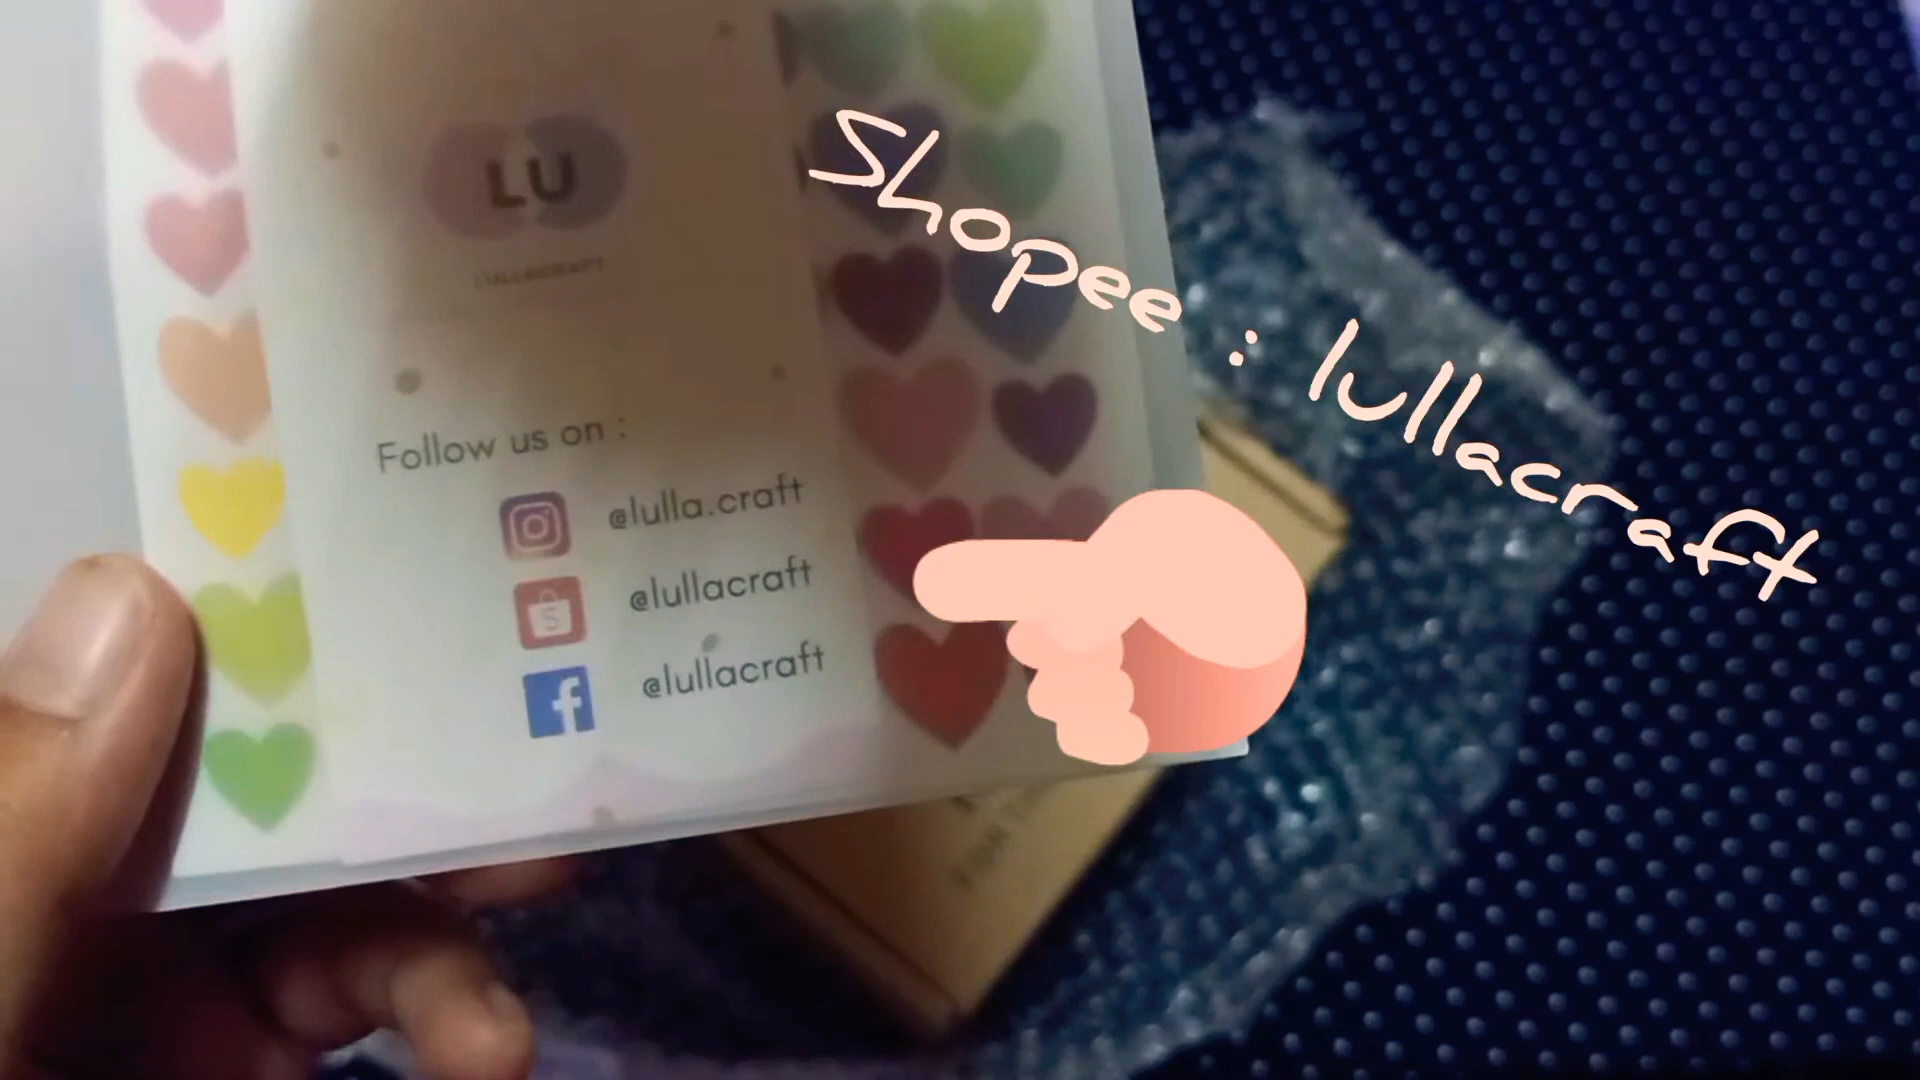 LU
LULLACRAFT
Shopee : lullacraft
Follow us on :
@lulla.craft
@lullacraft
@lullacraft